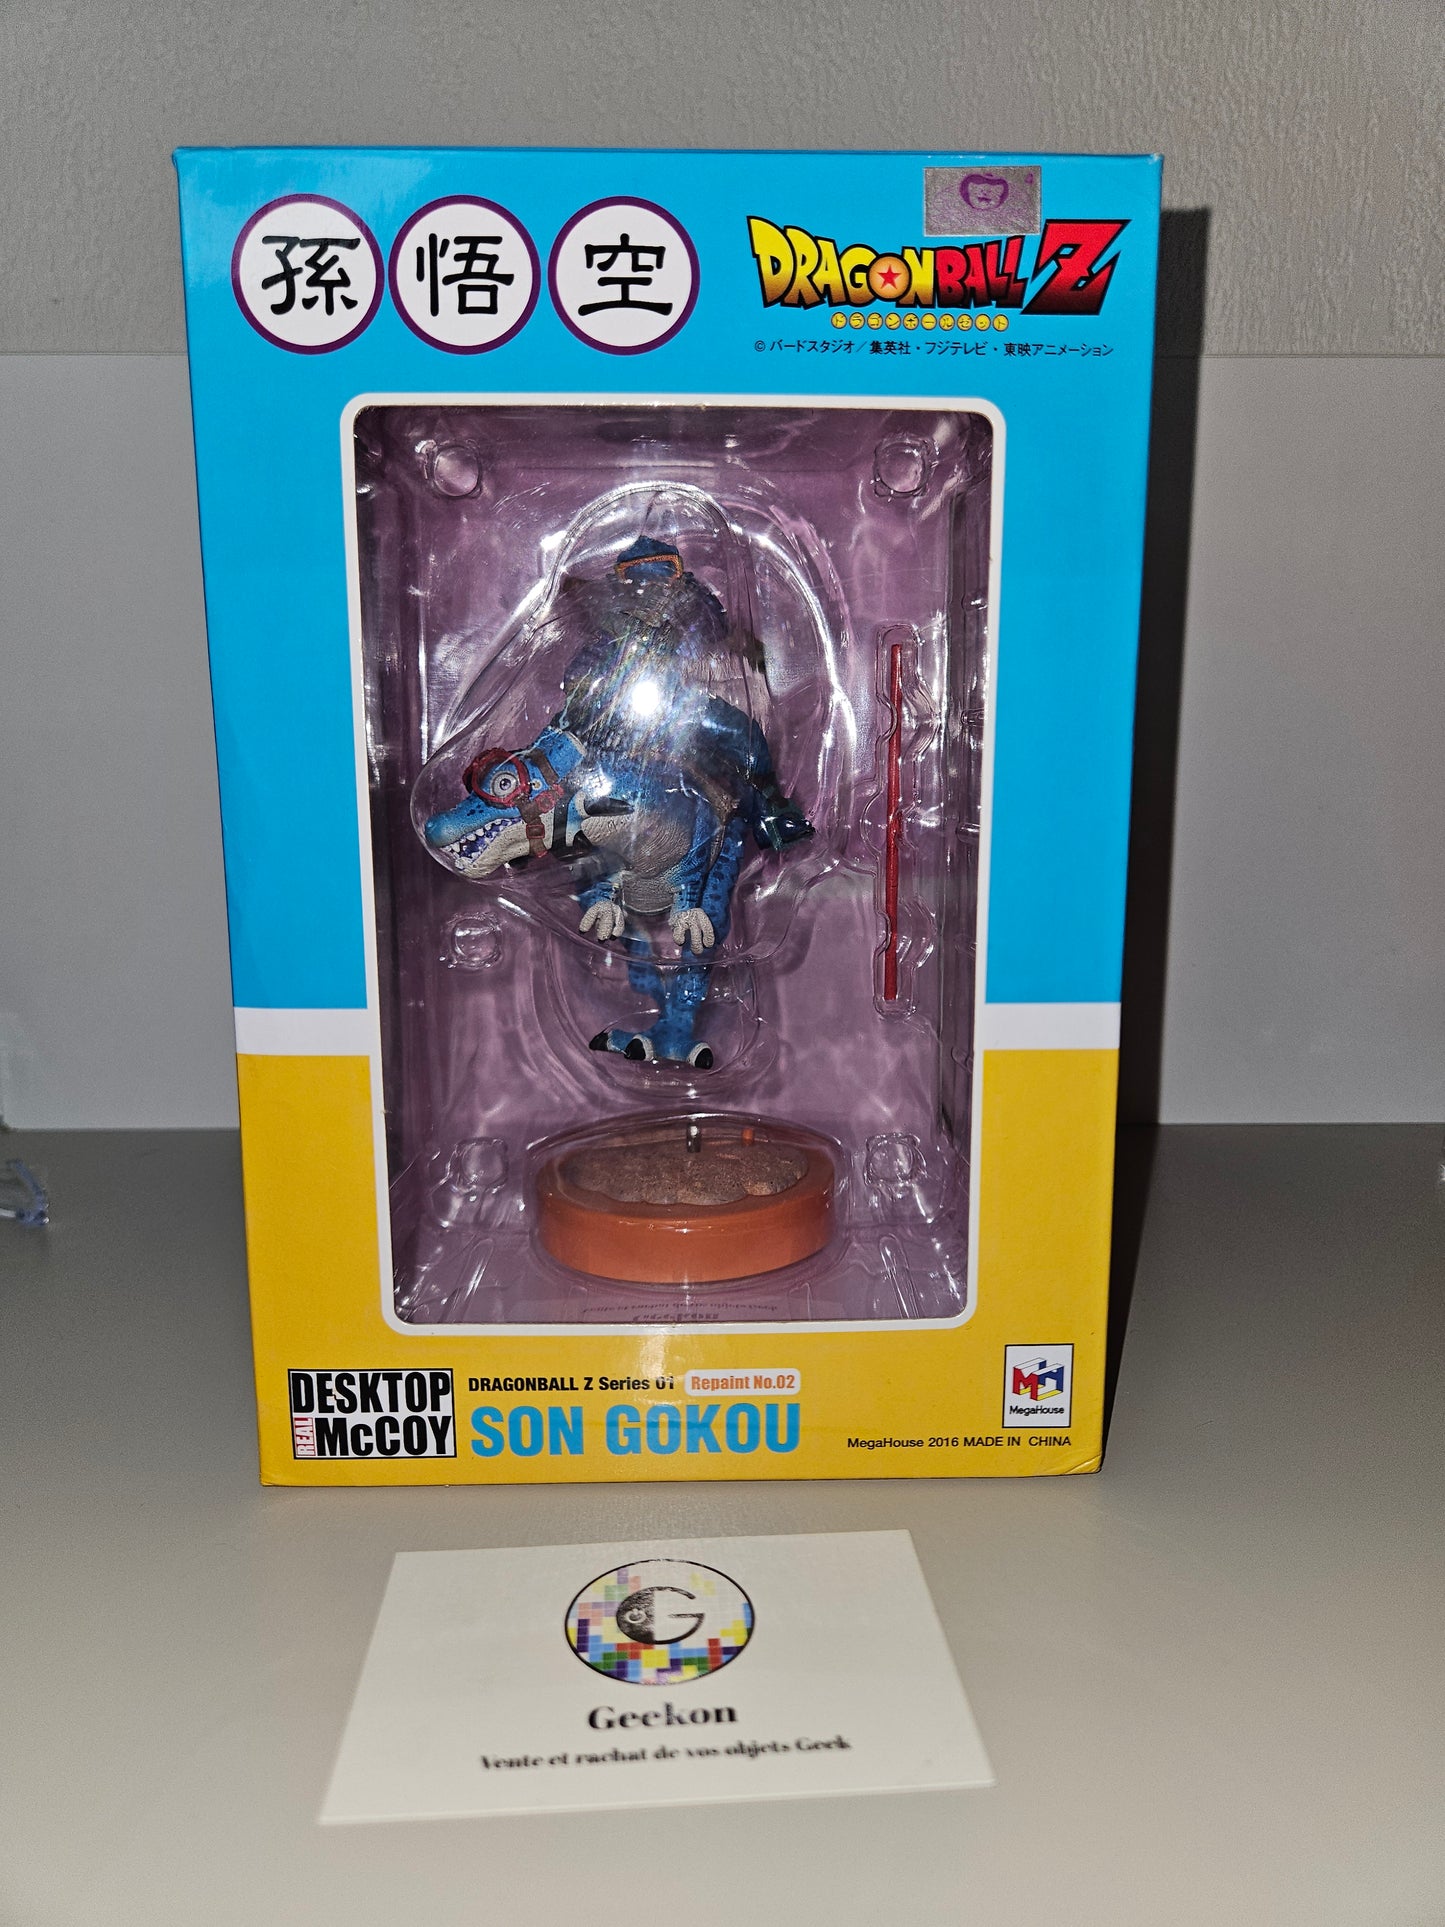 孫 悟 空
DRAGONBALL Z
ドラゴンボールゼット
© バードスタジオ／集英社・フジテレビ・東映アニメーション
DESKTOP
REAL McCOY
DRAGONBALL Z Series 01 Repaint No.02
SON GOKOU
MegaHouse
MegaHouse 2016 MADE IN CHINA
G
Geekon
Vente et rachat de vos objets Geek